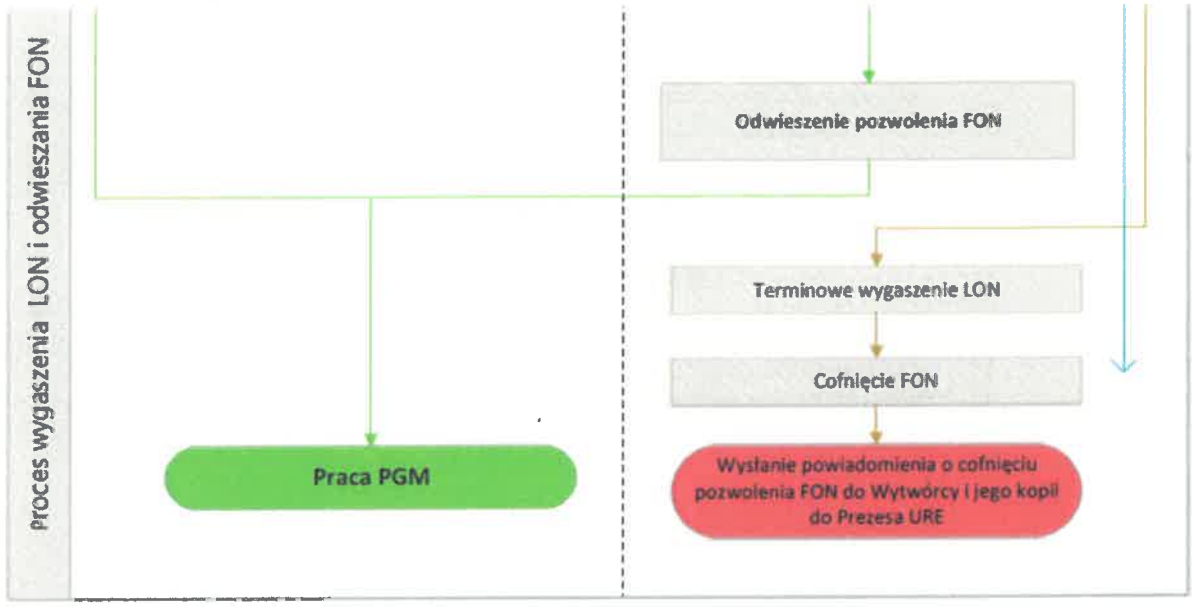 Proces wygaszenia LON i odwieszania FON
Odwieszenie pozwolenia FON
Terminowe wygaszenie LON
Cofnięcie FON
Praca PGM
Wysłanie powiadomienia o cofnięciu
pozwolenia FON do Wytwórcy i jego kopii
do Prezesa URE